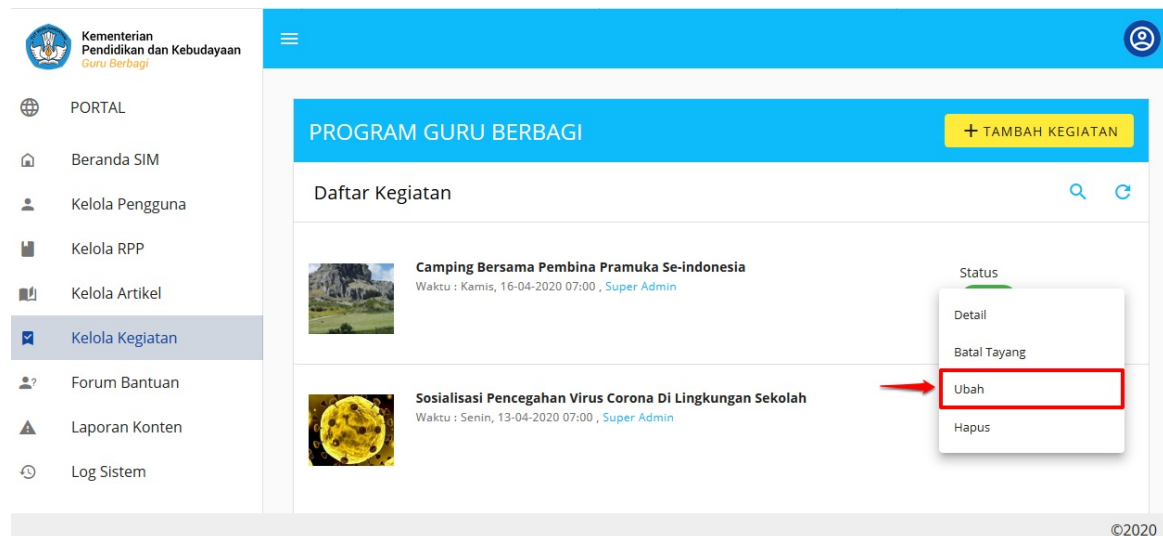 Kementerian
Pendidikan dan Kebudayaan
Guru Berbagi
PORTAL
Beranda SIM
Kelola Pengguna
Kelola RPP
Kelola Artikel
Kelola Kegiatan
Forum Bantuan
Laporan Konten
Log Sistem
PROGRAM GURU BERBAGI
+ TAMBAH KEGIATAN
Daftar Kegiatan
Camping Bersama Pembina Pramuka Se-indonesia
Waktu : Kamis, 16-04-2020 07:00 , Super Admin
Status
Detail
Batal Tayang
Ubah
Hapus
Sosialisasi Pencegahan Virus Corona Di Lingkungan Sekolah
Waktu : Senin, 13-04-2020 07:00 , Super Admin
©2020